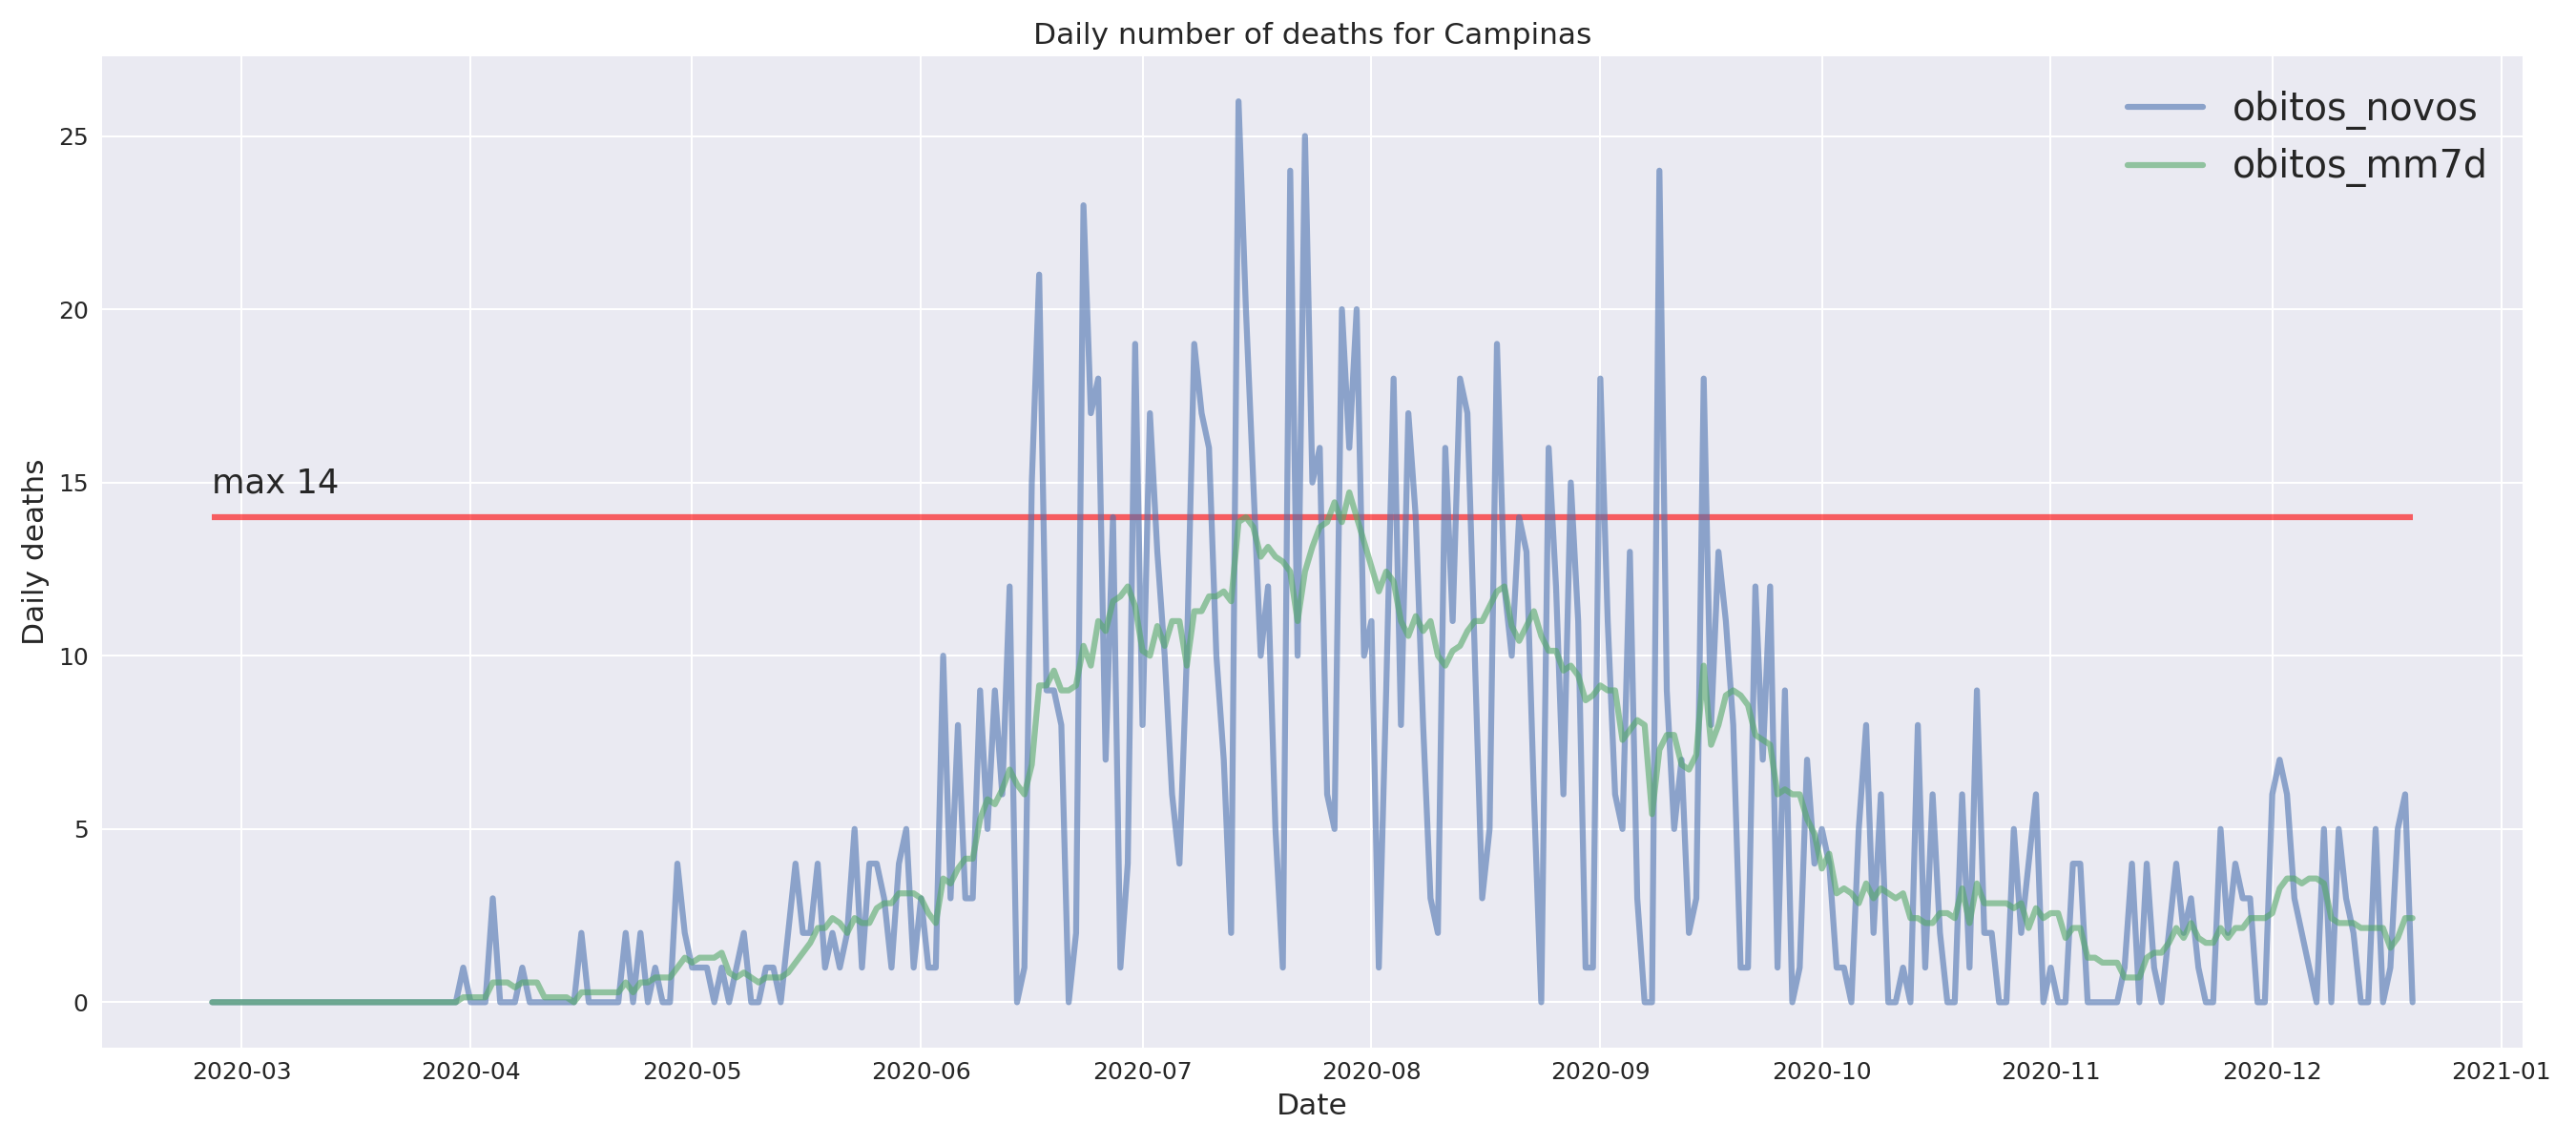 Daily number of deaths for Campinas
obitos_novos
obitos_mm7d
max 14
Daily deaths
25
20
15
10
5
0
2020-03 2020-04 2020-05 2020-06 2020-07 2020-08 2020-09 2020-10 2020-11 2020-12 2021-01
Date